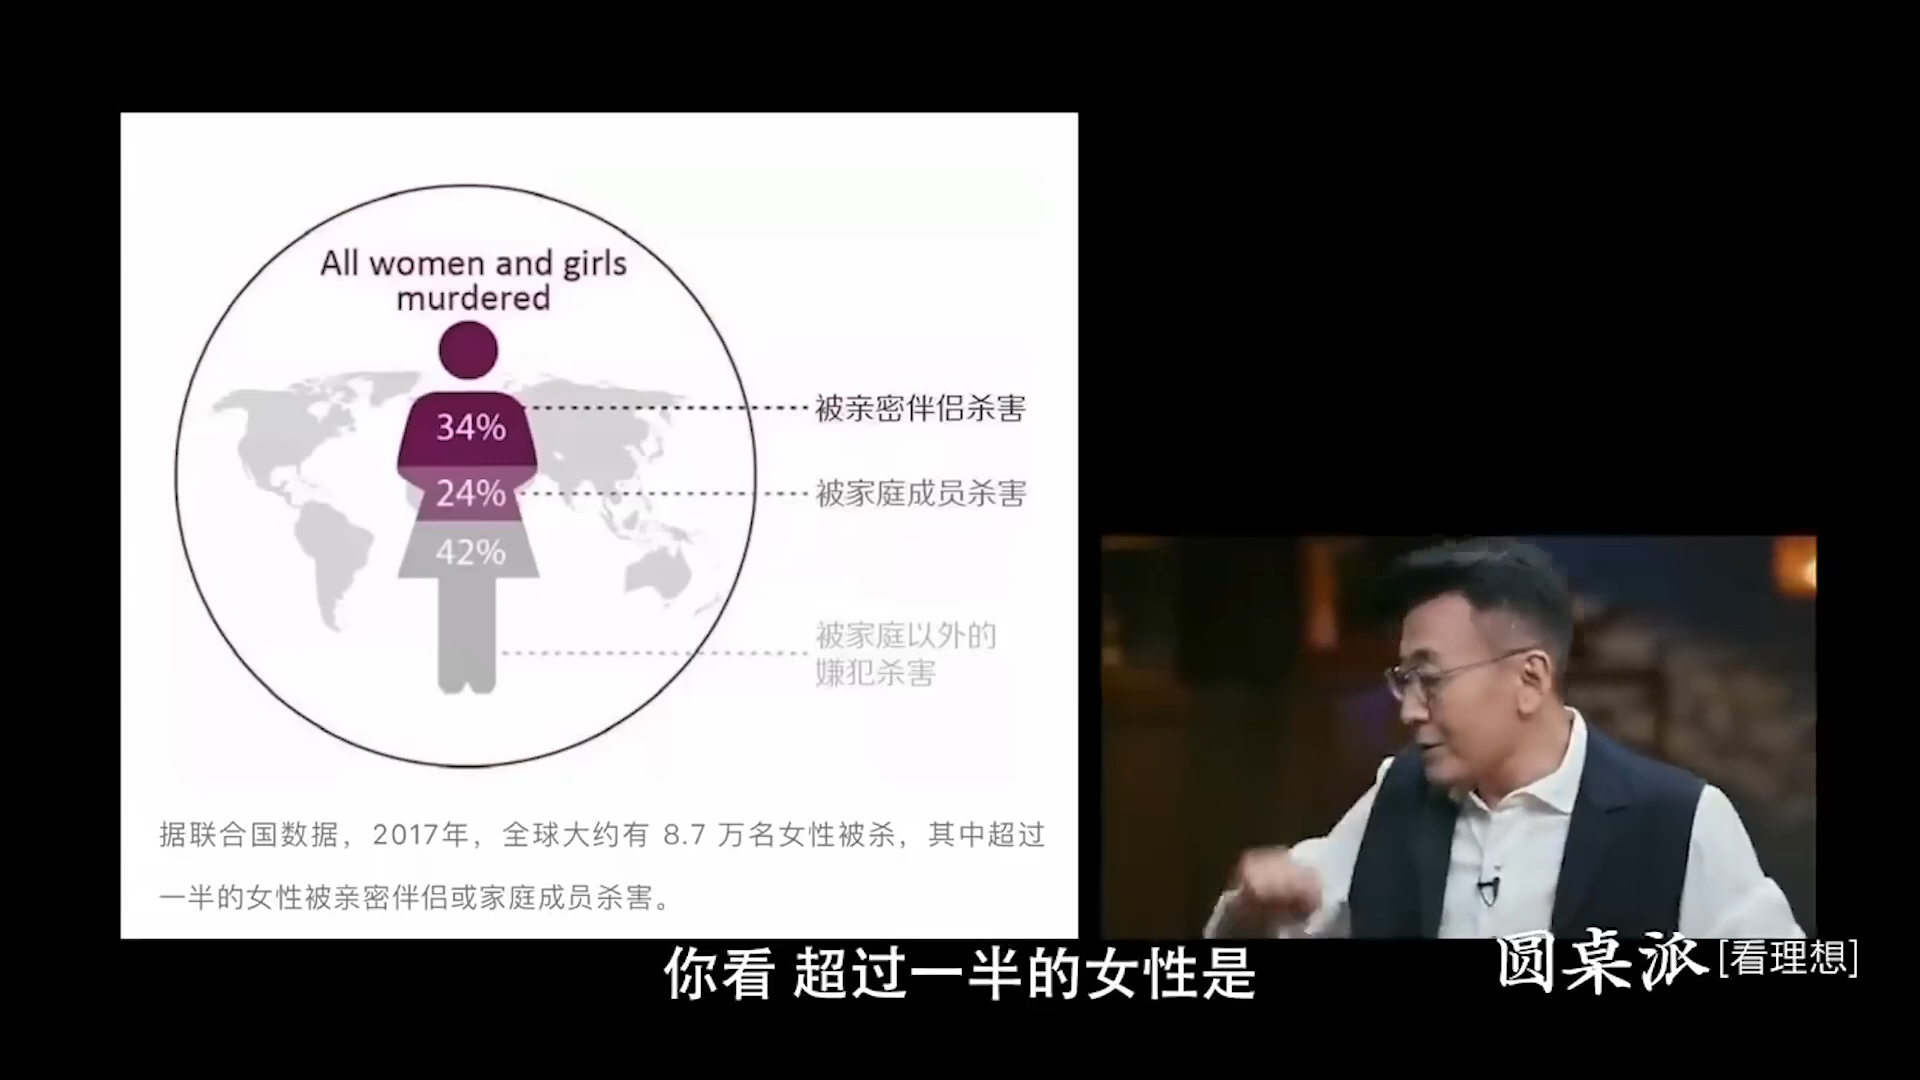 All women and girls
murdered
34%
被亲密伴侣杀害
24%
被家庭成员杀害
42%
被家庭以外的
嫌犯杀害
据联合国数据，2017年，全球大约有 8.7 万名女性被杀，其中超过
一半的女性被亲密伴侣或家庭成员杀害。
你看 超过一半的女性是
圆桌派[看理想]